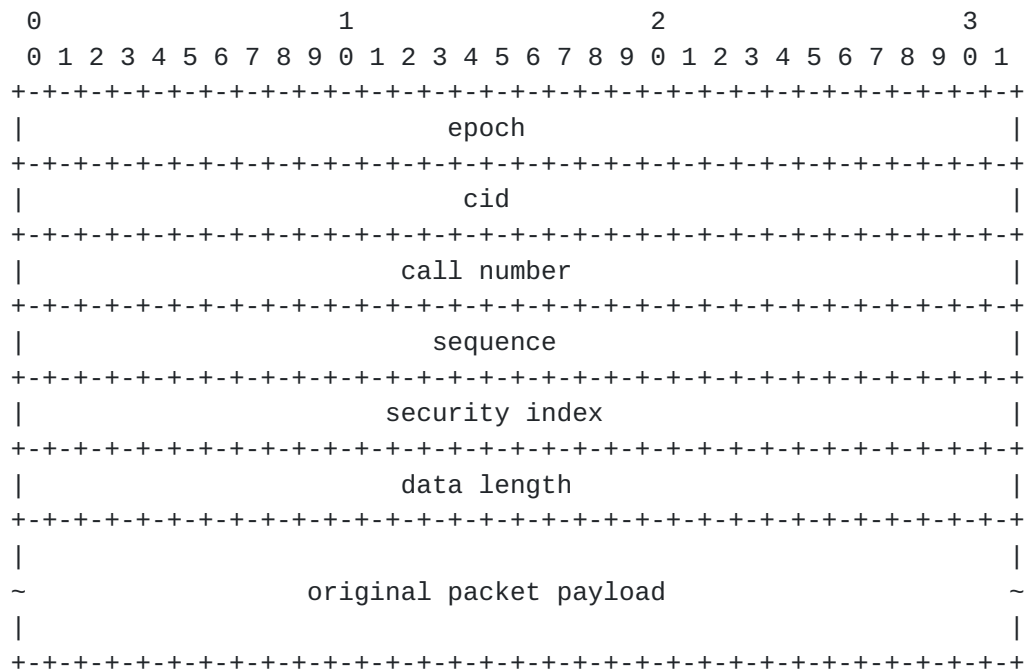 0                   1                   2                   3
 0 1 2 3 4 5 6 7 8 9 0 1 2 3 4 5 6 7 8 9 0 1 2 3 4 5 6 7 8 9 0 1
+-+-+-+-+-+-+-+-+-+-+-+-+-+-+-+-+-+-+-+-+-+-+-+-+-+-+-+-+-+-+-+-+
|                           epoch                               |
+-+-+-+-+-+-+-+-+-+-+-+-+-+-+-+-+-+-+-+-+-+-+-+-+-+-+-+-+-+-+-+-+
|                            cid                                |
+-+-+-+-+-+-+-+-+-+-+-+-+-+-+-+-+-+-+-+-+-+-+-+-+-+-+-+-+-+-+-+-+
|                        call number                            |
+-+-+-+-+-+-+-+-+-+-+-+-+-+-+-+-+-+-+-+-+-+-+-+-+-+-+-+-+-+-+-+-+
|                          sequence                             |
+-+-+-+-+-+-+-+-+-+-+-+-+-+-+-+-+-+-+-+-+-+-+-+-+-+-+-+-+-+-+-+-+
|                       security index                          |
+-+-+-+-+-+-+-+-+-+-+-+-+-+-+-+-+-+-+-+-+-+-+-+-+-+-+-+-+-+-+-+-+
|                        data length                            |
+-+-+-+-+-+-+-+-+-+-+-+-+-+-+-+-+-+-+-+-+-+-+-+-+-+-+-+-+-+-+-+-+
|                                                               |
~                  original packet payload                      ~
|                                                               |
+-+-+-+-+-+-+-+-+-+-+-+-+-+-+-+-+-+-+-+-+-+-+-+-+-+-+-+-+-+-+-+-+